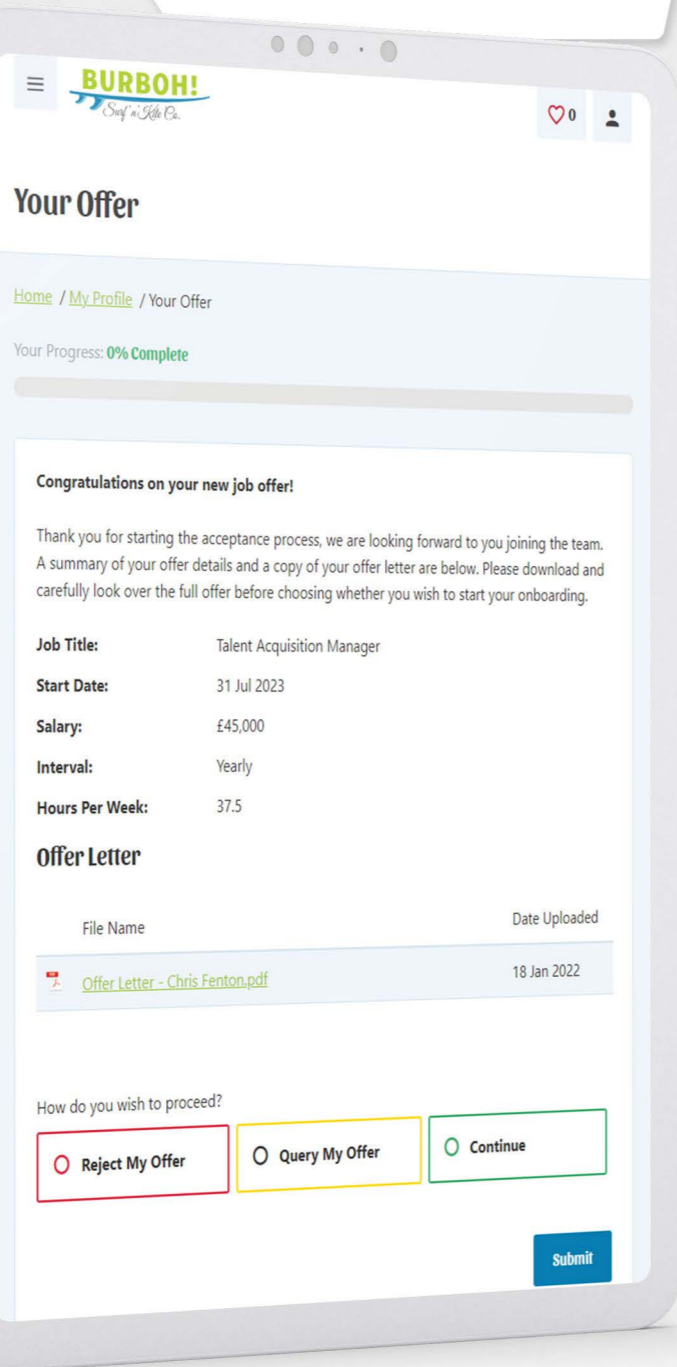 BURBOH!
Surf 'n' Kite Co.
0
Your Offer
Home / My Profile / Your Offer
Your Progress: 0% Complete
Congratulations on your new job offer!
Thank you for starting the acceptance process, we are looking forward to you joining the team.
A summary of your offer details and a copy of your offer letter are below. Please download and
carefully look over the full offer before choosing whether you wish to start your onboarding.
Job Title: Talent Acquisition Manager
Start Date: 31 Jul 2023
Salary: £45,000
Interval: Yearly
Hours Per Week: 37.5
Offer Letter
File Name Date Uploaded
Offer Letter - Chris Fenton.pdf 18 Jan 2022
How do you wish to proceed?
Reject My Offer Query My Offer Continue
Submit